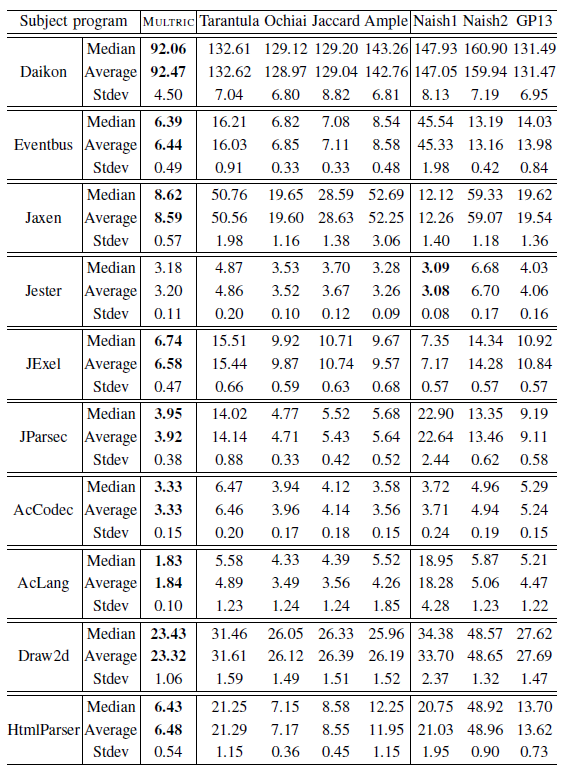 Subject program MULTRIC Tarantula Ochiai Jaccard Ample Naish1 Naish2 GP13
Median 92.06 132.61 129.12 129.20 143.26 147.93 160.90 131.49
Daikon Average 92.47 132.62 128.97 129.04 142.76 147.05 159.94 131.47
Stdev 4.50 7.04 6.80 8.82 6.81 8.13 7.19 6.95
Median 6.39 16.21 6.82 7.08 8.54 45.54 13.19 14.03
Eventbus Average 6.44 16.03 6.85 7.11 8.58 45.33 13.16 13.98
Stdev 0.49 0.91 0.33 0.33 0.48 1.98 0.42 0.84
Median 8.62 50.76 19.65 28.59 52.69 12.12 59.33 19.62
Jaxen Average 8.59 50.56 19.60 28.63 52.25 12.26 59.07 19.54
Stdev 0.57 1.98 1.16 1.38 3.06 1.40 1.18 1.36
Median 3.18 4.87 3.53 3.70 3.28 3.09 6.68 4.03
Jester Average 3.20 4.86 3.52 3.67 3.26 3.08 6.70 4.06
Stdev 0.11 0.20 0.10 0.12 0.09 0.08 0.17 0.16
Median 6.74 15.51 9.92 10.71 9.67 7.35 14.34 10.92
JExel Average 6.58 15.44 9.87 10.74 9.57 7.17 14.28 10.84
Stdev 0.47 0.66 0.59 0.63 0.68 0.57 0.57 0.57
Median 3.95 14.02 4.77 5.52 5.68 22.90 13.35 9.19
JParsec Average 3.92 14.14 4.71 5.43 5.64 22.64 13.46 9.11
Stdev 0.38 0.88 0.33 0.42 0.52 2.44 0.62 0.58
Median 3.33 6.47 3.94 4.12 3.58 3.72 4.96 5.29
AcCodec Average 3.33 6.46 3.96 4.14 3.56 3.71 4.94 5.24
Stdev 0.15 0.20 0.17 0.18 0.15 0.24 0.19 0.15
Median 1.83 5.58 4.33 4.39 5.52 18.95 5.87 5.21
AcLang Average 1.84 4.89 3.49 3.56 4.26 18.28 5.06 4.47
Stdev 0.10 1.23 1.24 1.24 1.85 4.28 1.23 1.22
Median 23.43 31.46 26.05 26.33 25.96 34.38 48.57 27.62
Draw2d Average 23.32 31.61 26.12 26.39 26.19 33.70 48.65 27.69
Stdev 1.06 1.59 1.49 1.51 1.52 2.37 1.32 1.47
Median 6.43 21.25 7.15 8.58 12.25 20.75 48.92 13.70
HtmlParser Average 6.48 21.29 7.17 8.55 11.95 21.03 48.96 13.62
Stdev 0.54 1.15 0.36 0.45 1.15 1.95 0.90 0.73